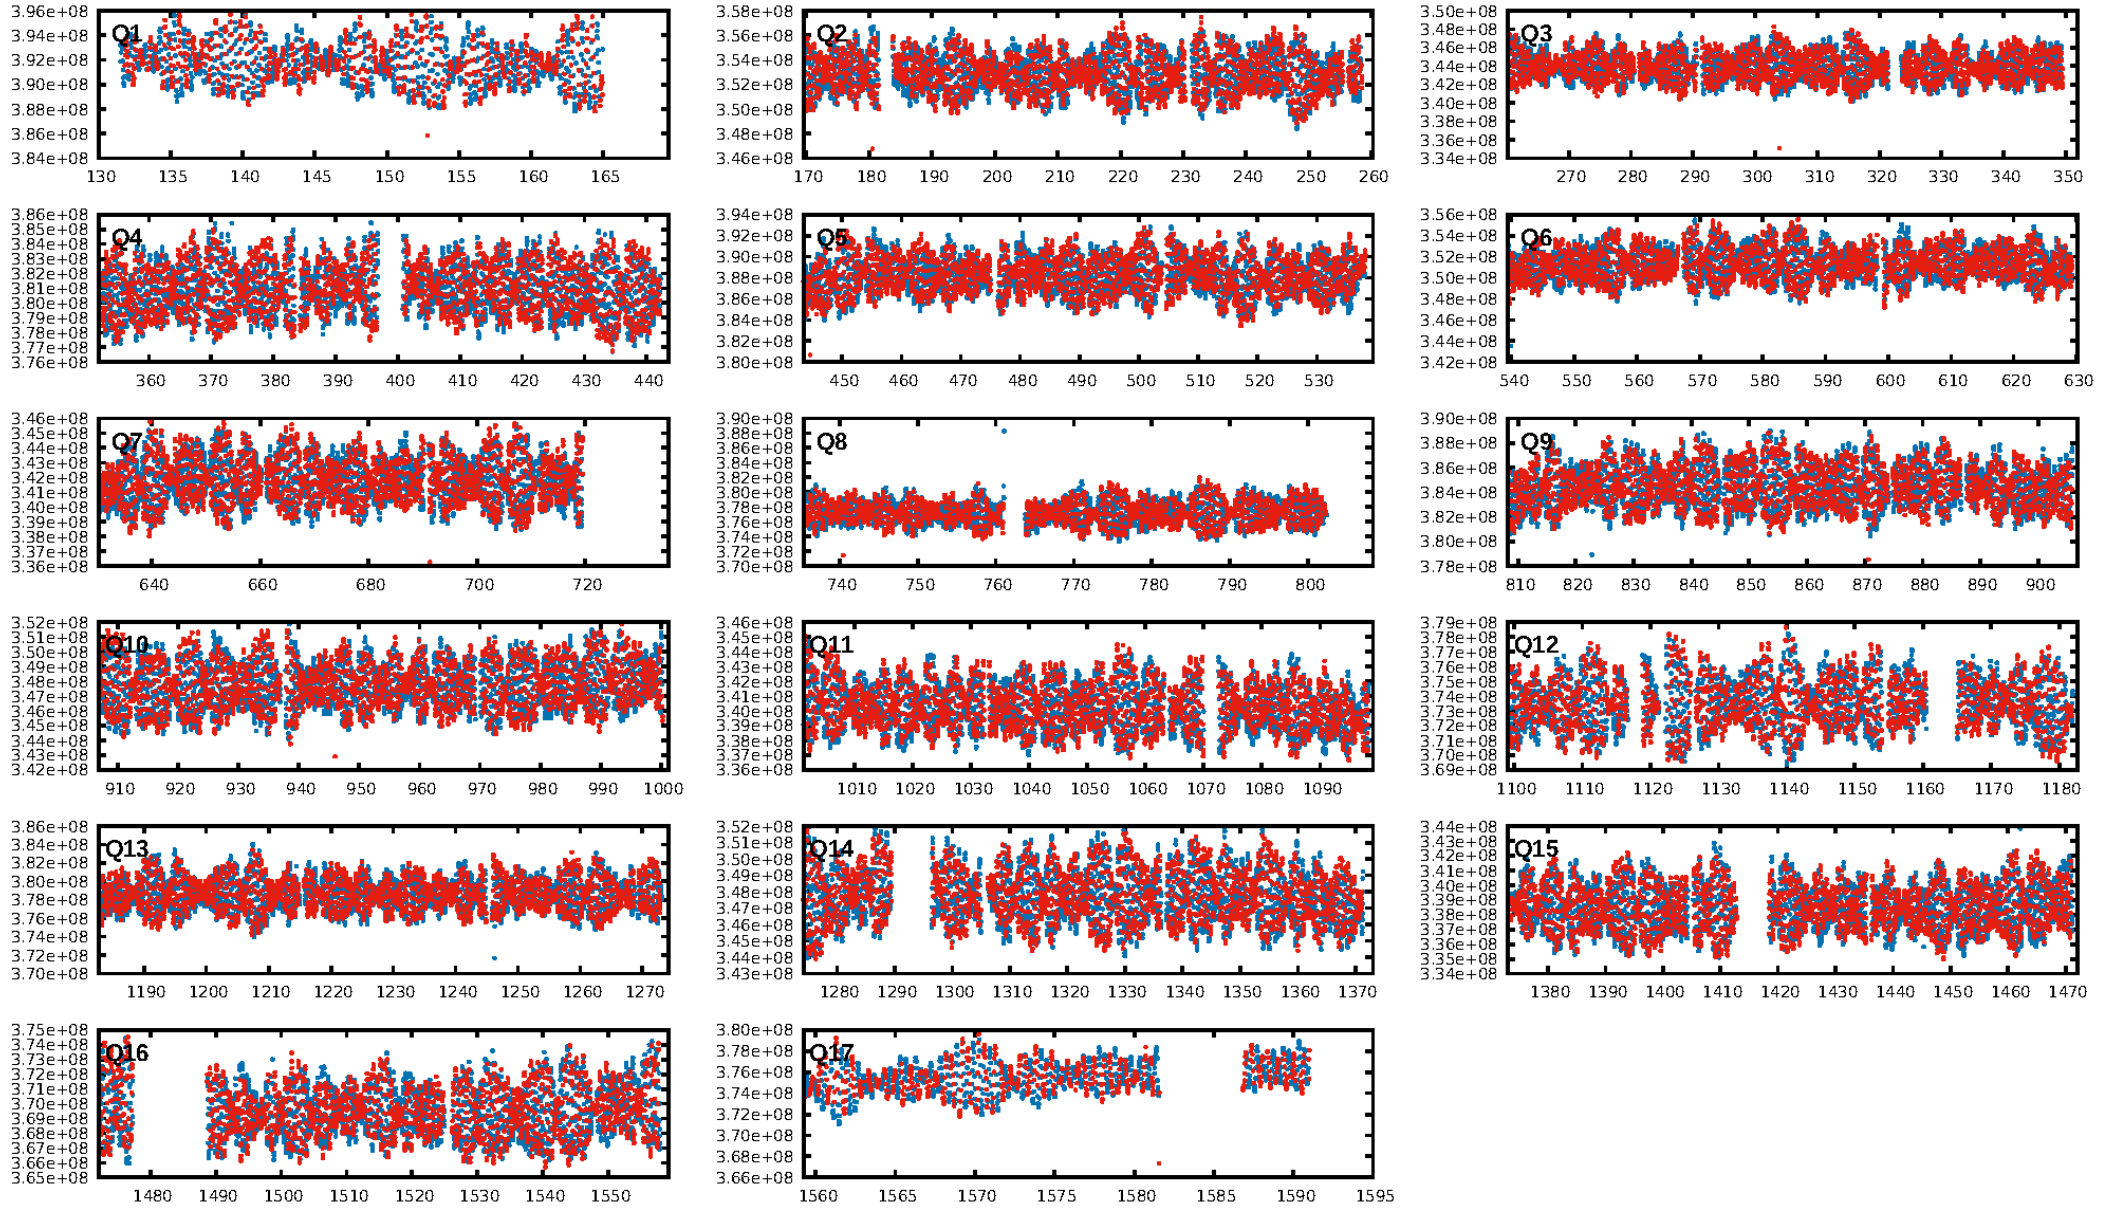 3.96e+08
3.94e+08
3.92e+08
3.90e+08
3.88e+08
3.86e+08
3.84e+08
Q1
130 135 140 145 150 155 160 165
3.58e+08
3.56e+08
3.54e+08
3.52e+08
3.50e+08
3.48e+08
3.46e+08
Q2
170 180 190 200 210 220 230 240 250 260
3.50e+08
3.48e+08
3.46e+08
3.44e+08
3.42e+08
3.40e+08
3.38e+08
3.36e+08
3.34e+08
Q3
270 280 290 300 310 320 330 340 350
3.86e+08
3.85e+08
3.84e+08
3.83e+08
3.82e+08
3.81e+08
3.80e+08
3.79e+08
3.78e+08
3.77e+08
3.76e+08
Q4
360 370 380 390 400 410 420 430 440
3.94e+08
3.92e+08
3.90e+08
3.88e+08
3.86e+08
3.84e+08
3.82e+08
3.80e+08
Q5
450 460 470 480 490 500 510 520 530
3.56e+08
3.54e+08
3.52e+08
3.50e+08
3.48e+08
3.46e+08
3.44e+08
3.42e+08
Q6
540 550 560 570 580 590 600 610 620 630
3.46e+08
3.45e+08
3.44e+08
3.43e+08
3.42e+08
3.41e+08
3.40e+08
3.39e+08
3.38e+08
3.37e+08
3.36e+08
Q7
640 660 680 700 720
3.90e+08
3.88e+08
3.86e+08
3.84e+08
3.82e+08
3.80e+08
3.78e+08
3.76e+08
3.74e+08
3.72e+08
3.70e+08
Q8
740 750 760 770 780 790 800
3.90e+08
3.88e+08
3.86e+08
3.84e+08
3.82e+08
3.80e+08
3.78e+08
Q9
810 820 830 840 850 860 870 880 890 900
3.52e+08
3.51e+08
3.50e+08
3.49e+08
3.48e+08
3.47e+08
3.46e+08
3.45e+08
3.44e+08
3.43e+08
3.42e+08
Q10
910 920 930 940 950 960 970 980 990 1000
3.46e+08
3.45e+08
3.44e+08
3.43e+08
3.42e+08
3.41e+08
3.40e+08
3.39e+08
3.38e+08
3.37e+08
3.36e+08
Q11
1010 1020 1030 1040 1050 1060 1070 1080 1090
3.79e+08
3.78e+08
3.77e+08
3.76e+08
3.75e+08
3.74e+08
3.73e+08
3.72e+08
3.71e+08
3.70e+08
3.69e+08
Q12
1100 1110 1120 1130 1140 1150 1160 1170 1180
3.86e+08
3.84e+08
3.82e+08
3.80e+08
3.78e+08
3.76e+08
3.74e+08
3.72e+08
3.70e+08
Q13
1190 1200 1210 1220 1230 1240 1250 1260 1270
3.52e+08
3.51e+08
3.50e+08
3.49e+08
3.48e+08
3.47e+08
3.46e+08
3.45e+08
3.44e+08
3.43e+08
Q14
1280 1290 1300 1310 1320 1330 1340 1350 1360 1370
3.44e+08
3.43e+08
3.42e+08
3.41e+08
3.40e+08
3.39e+08
3.38e+08
3.37e+08
3.36e+08
3.35e+08
3.34e+08
Q15
1380 1390 1400 1410 1420 1430 1440 1450 1460 1470
3.75e+08
3.74e+08
3.73e+08
3.72e+08
3.71e+08
3.70e+08
3.69e+08
3.68e+08
3.67e+08
3.66e+08
3.65e+08
Q16
1480 1490 1500 1510 1520 1530 1540 1550
3.80e+08
3.78e+08
3.76e+08
3.74e+08
3.72e+08
3.70e+08
3.68e+08
3.66e+08
Q17
1560 1565 1570 1575 1580 1585 1590 1595